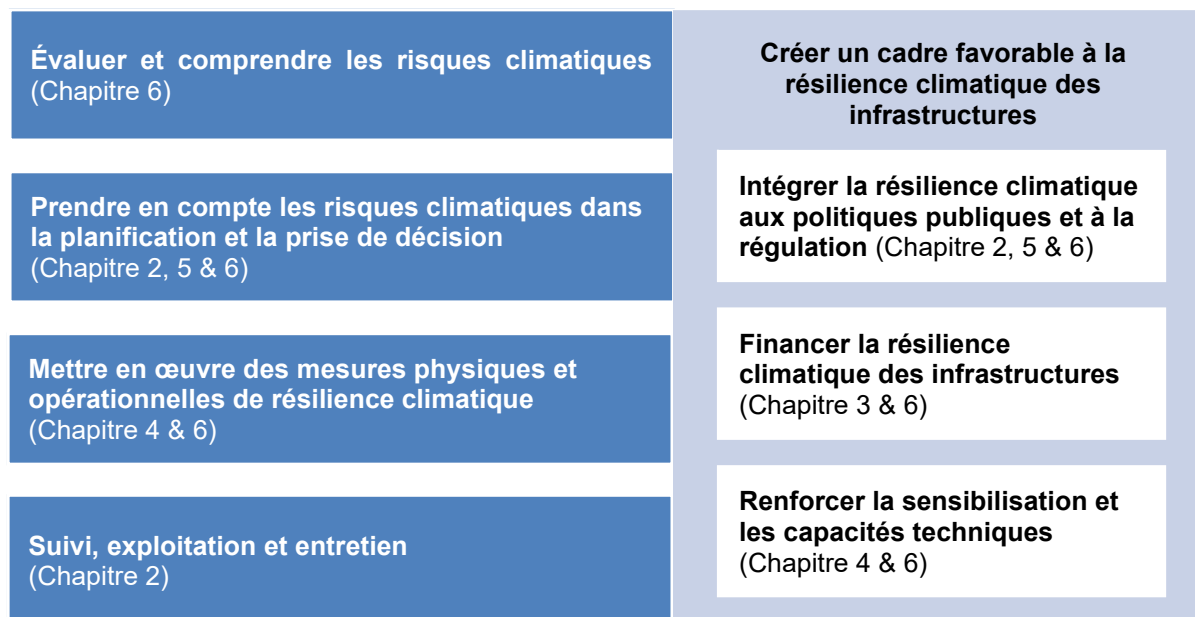 Évaluer et comprendre les risques climatiques
(Chapitre 6)
Prendre en compte les risques climatiques dans
la planification et la prise de décision
(Chapitre 2, 5 & 6)
Mettre en œuvre des mesures physiques et
opérationnelles de résilience climatique
(Chapitre 4 & 6)
Suivi, exploitation et entretien
(Chapitre 2)
Créer un cadre favorable à la
résilience climatique des
infrastructures
Intégrer la résilience climatique
aux politiques publiques et à la
régulation (Chapitre 2, 5 & 6)
Financer la résilience
climatique des infrastructures
(Chapitre 3 & 6)
Renforcer la sensibilisation et
les capacités techniques
(Chapitre 4 & 6)